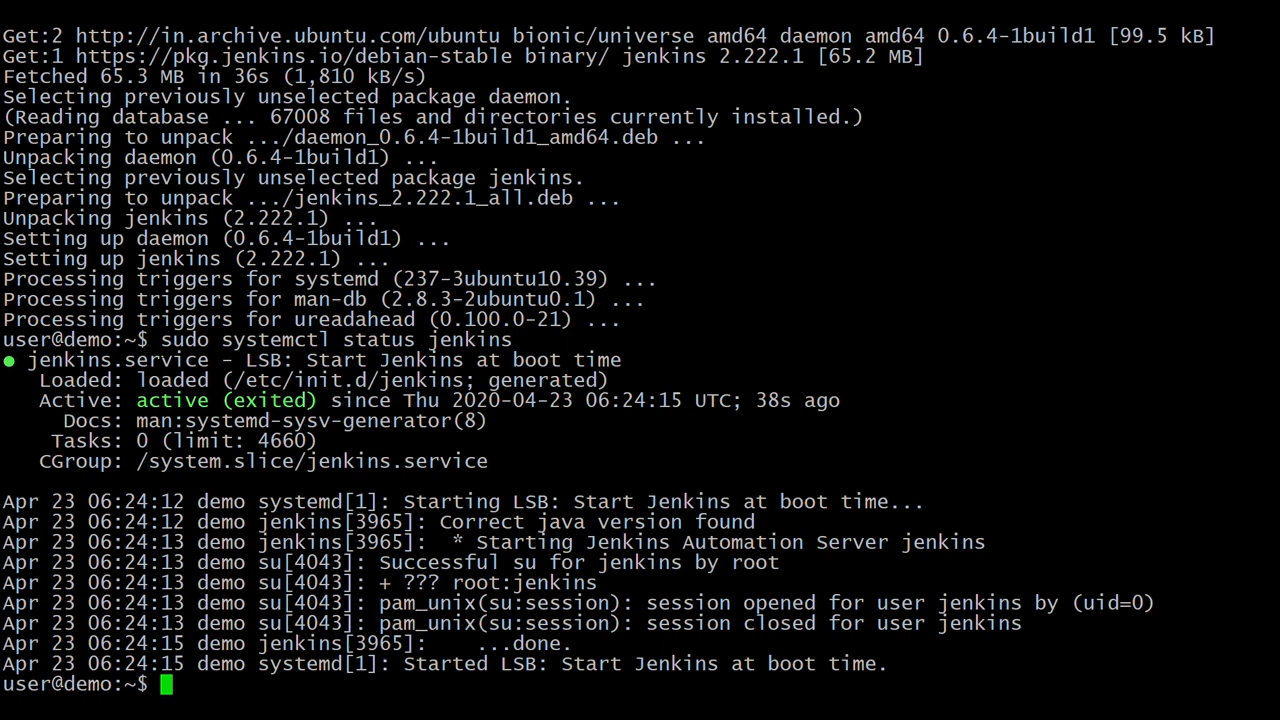 Get:2 http://in.archive.ubuntu.com/ubuntu bionic/universe amd64 daemon amd64 0.6.4-1build1 [99.5 kB]
Get:1 https://pkg.jenkins.io/debian-stable binary/ jenkins 2.222.1 [65.2 MB]
Fetched 65.3 MB in 36s (1,810 kB/s)
Selecting previously unselected package daemon.
(Reading database ... 67008 files and directories currently installed.)
Preparing to unpack .../daemon_0.6.4-1build1_amd64.deb ...
Unpacking daemon (0.6.4-1build1) ...
Selecting previously unselected package jenkins.
Preparing to unpack .../jenkins_2.222.1_all.deb ...
Unpacking jenkins (2.222.1) ...
Setting up daemon (0.6.4-1build1) ...
Setting up jenkins (2.222.1) ...
Processing triggers for systemd (237-3ubuntu10.39) ...
Processing triggers for man-db (2.8.3-2ubuntu0.1) ...
Processing triggers for ureadahead (0.100.0-21) ...
user@demo:~$ sudo systemctl status jenkins
● jenkins.service - LSB: Start Jenkins at boot time
   Loaded: loaded (/etc/init.d/jenkins; generated)
   Active: active (exited) since Thu 2020-04-23 06:24:15 UTC; 38s ago
     Docs: man:systemd-sysv-generator(8)
    Tasks: 0 (limit: 4660)
   CGroup: /system.slice/jenkins.service

Apr 23 06:24:12 demo systemd[1]: Starting LSB: Start Jenkins at boot time...
Apr 23 06:24:12 demo jenkins[3965]: Correct java version found
Apr 23 06:24:13 demo jenkins[3965]:  * Starting Jenkins Automation Server jenkins
Apr 23 06:24:13 demo su[4043]: Successful su for jenkins by root
Apr 23 06:24:13 demo su[4043]: + ??? root:jenkins
Apr 23 06:24:13 demo su[4043]: pam_unix(su:session): session opened for user jenkins by (uid=0)
Apr 23 06:24:13 demo su[4043]: pam_unix(su:session): session closed for user jenkins
Apr 23 06:24:15 demo jenkins[3965]:    ...done.
Apr 23 06:24:15 demo systemd[1]: Started LSB: Start Jenkins at boot time.
user@demo:~$